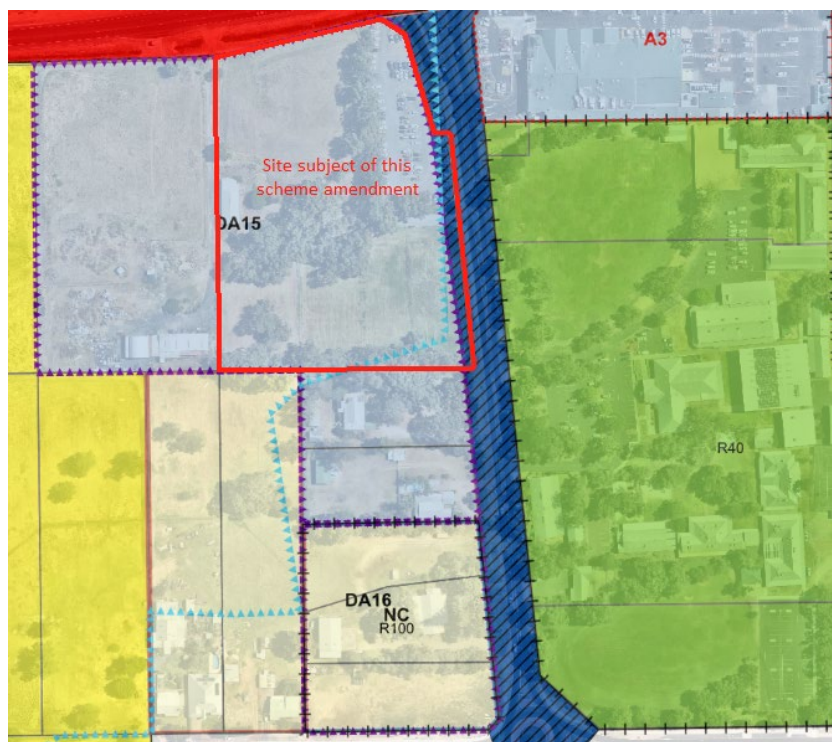 A3
Site subject of this
scheme amendment
DA15
R40
DA16
NC
R100